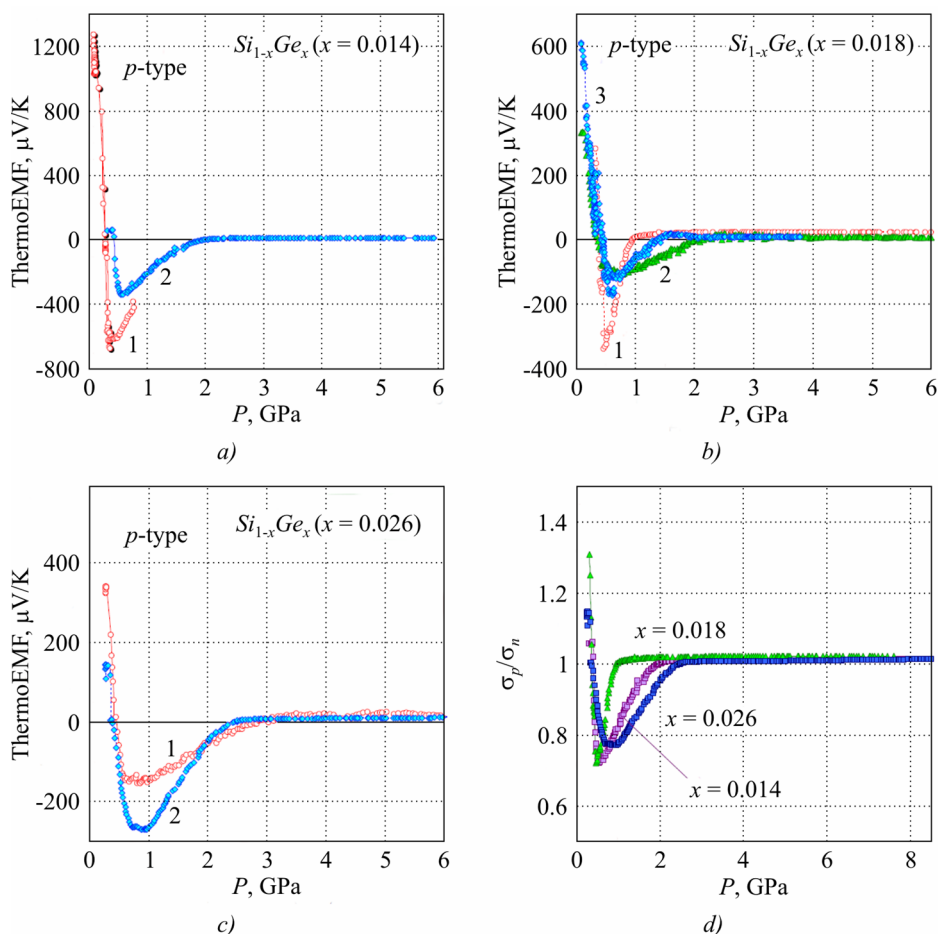 Si1-xGex (x = 0.014)
p-type
ThermoEMF, µV/K
1200
800
400
0
-400
-800
2
1
0 1 2 3 4 5 6
P, GPa
a)
p-type
Si1-xGex (x = 0.018)
ThermoEMF, µV/K
600
400
200
0
-200
-400
3
2
1
0 1 2 3 4 5 6
P, GPa
b)
p-type
Si1-xGex (x = 0.026)
ThermoEMF, µV/K
400
200
0
-200
1
2
0 1 2 3 4 5 6
P, GPa
c)
σp/σn
1.4
1.2
1
0.8
0.6
x = 0.018
x = 0.026
x = 0.014
0 2 4 6 8
P, GPa
d)